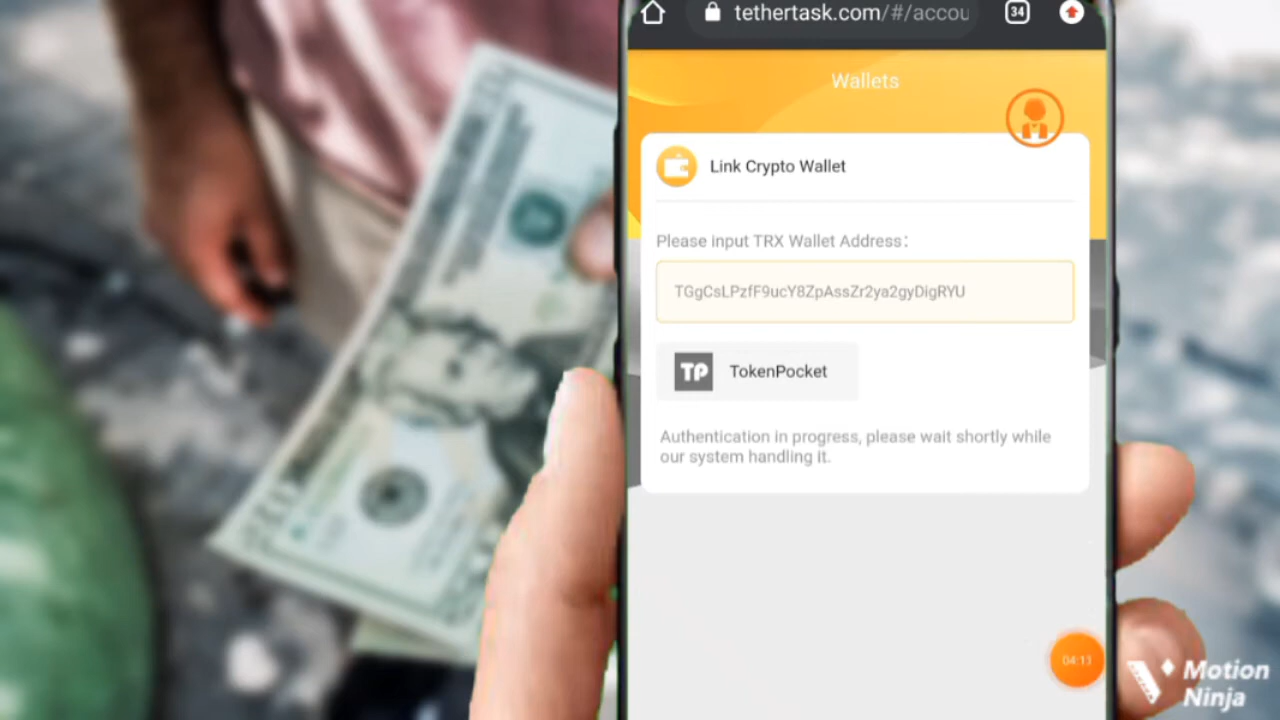 tethertask.com/#/accou
34
Wallets
Link Crypto Wallet
Please input TRX Wallet Address:
TGgCsLPzfF9ucY8ZpAssZr2ya2gyDigRYU
TP
TokenPocket
Authentication in progress, please wait shortly while
our system handling it.
04:13
Motion
Ninja